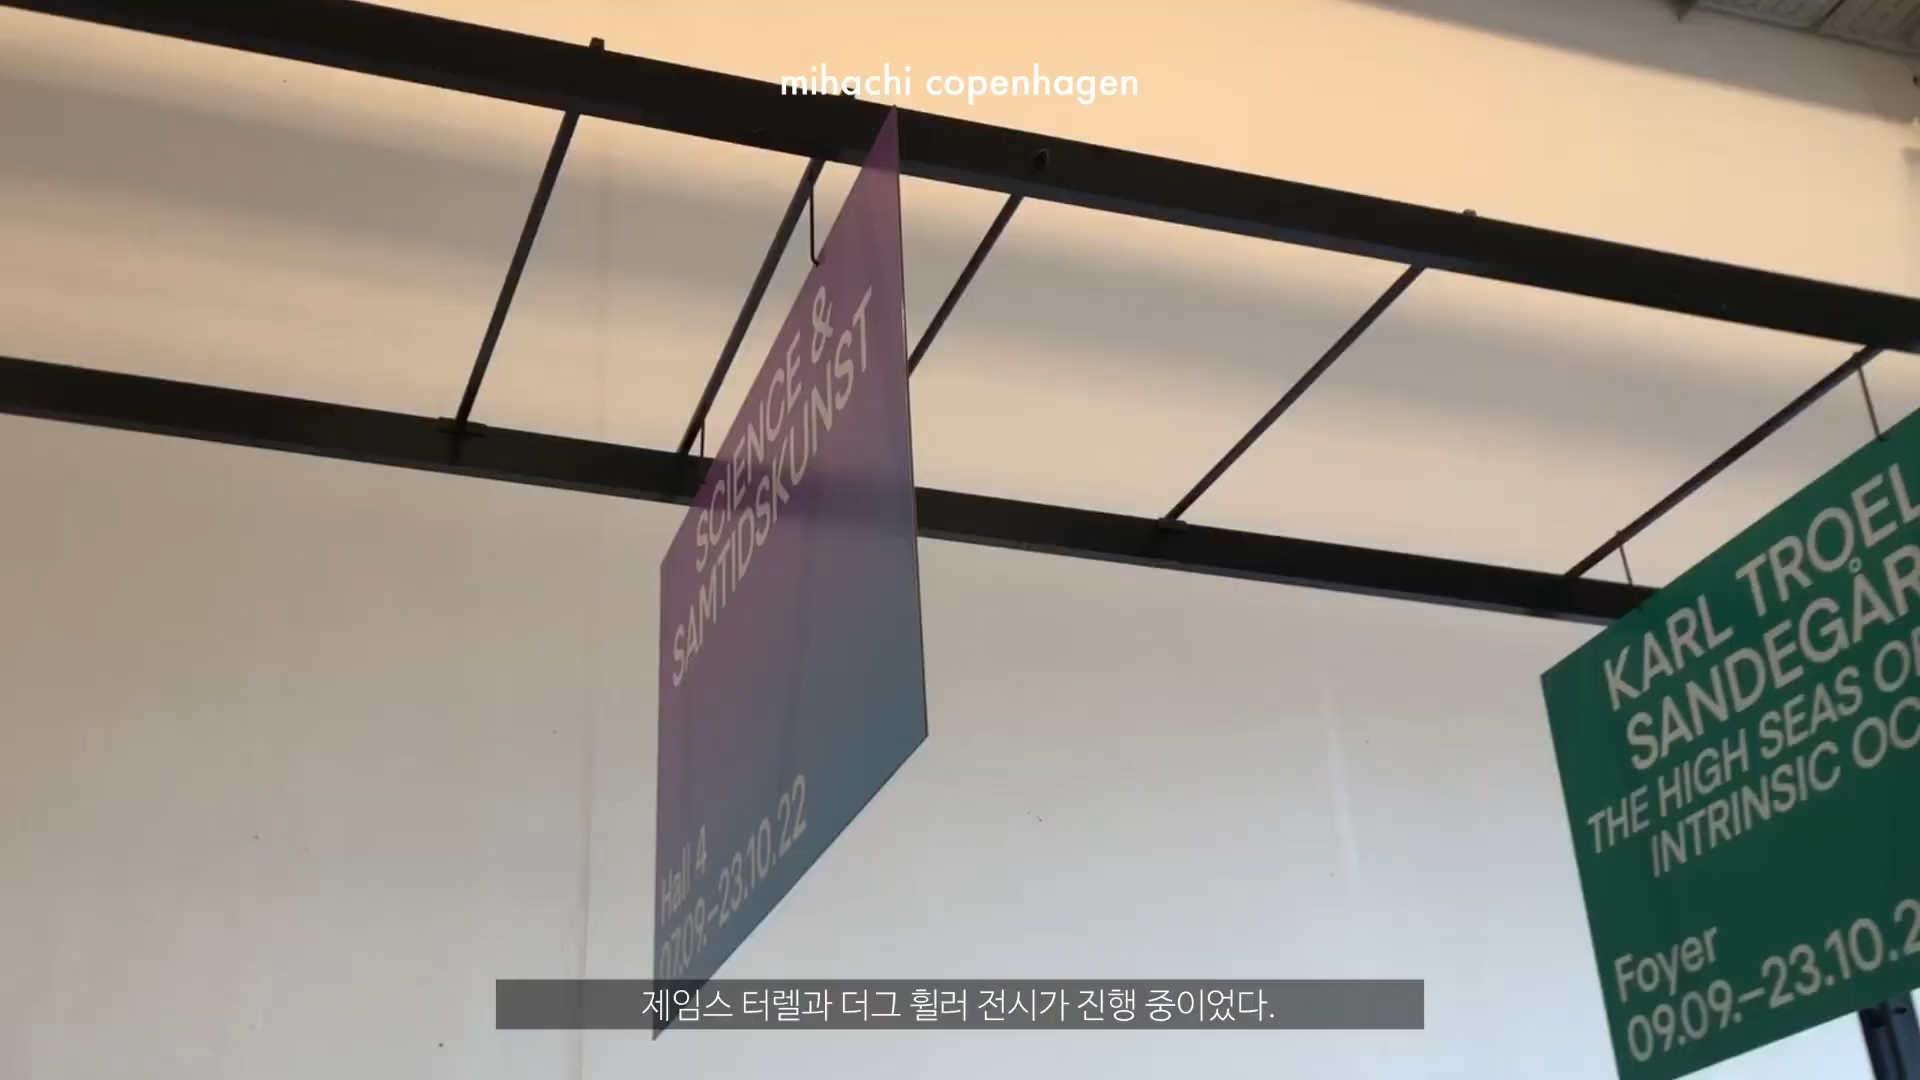 mihachi copenhagen
SCIENCE &
SAMTIDSKUNST
Hall 4
07.09.–23.10.22
KARL TROEL
SANDEGÅR
THE HIGH SEAS
INTRINSIC OC
Foyer
09.09.–23.10.2
제임스 터렐과 더그 휠러 전시가 진행 중이었다.